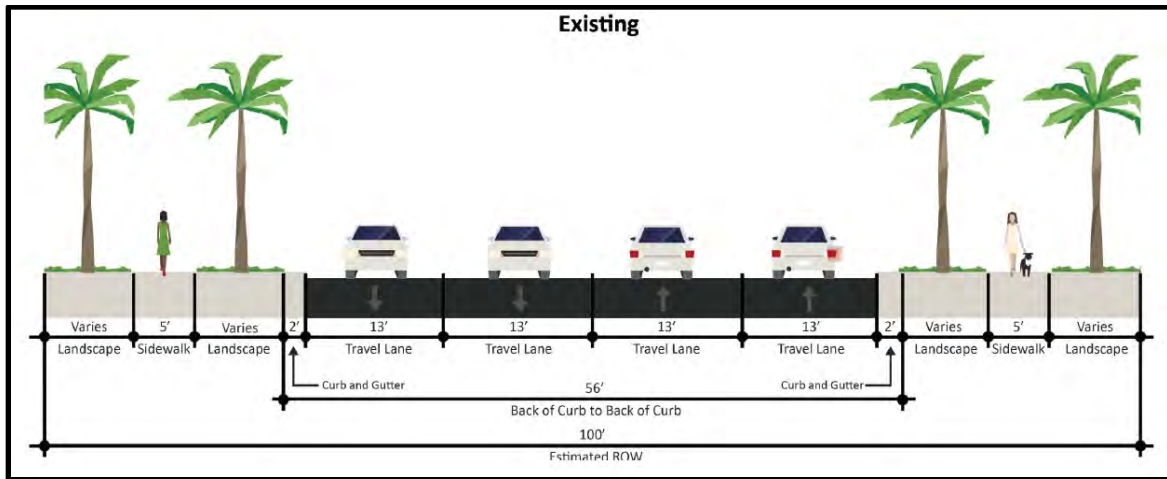 Existing
Varies 5' Varies 2' 13' 13' 13' 13' 2' Varies 5' Varies
Landscape Sidewalk Landscape Travel Lane Travel Lane Travel Lane Travel Lane Landscape Sidewalk Landscape
Curb and Gutter Curb and Gutter
56'
Back of Curb to Back of Curb
100'
Estimated ROW